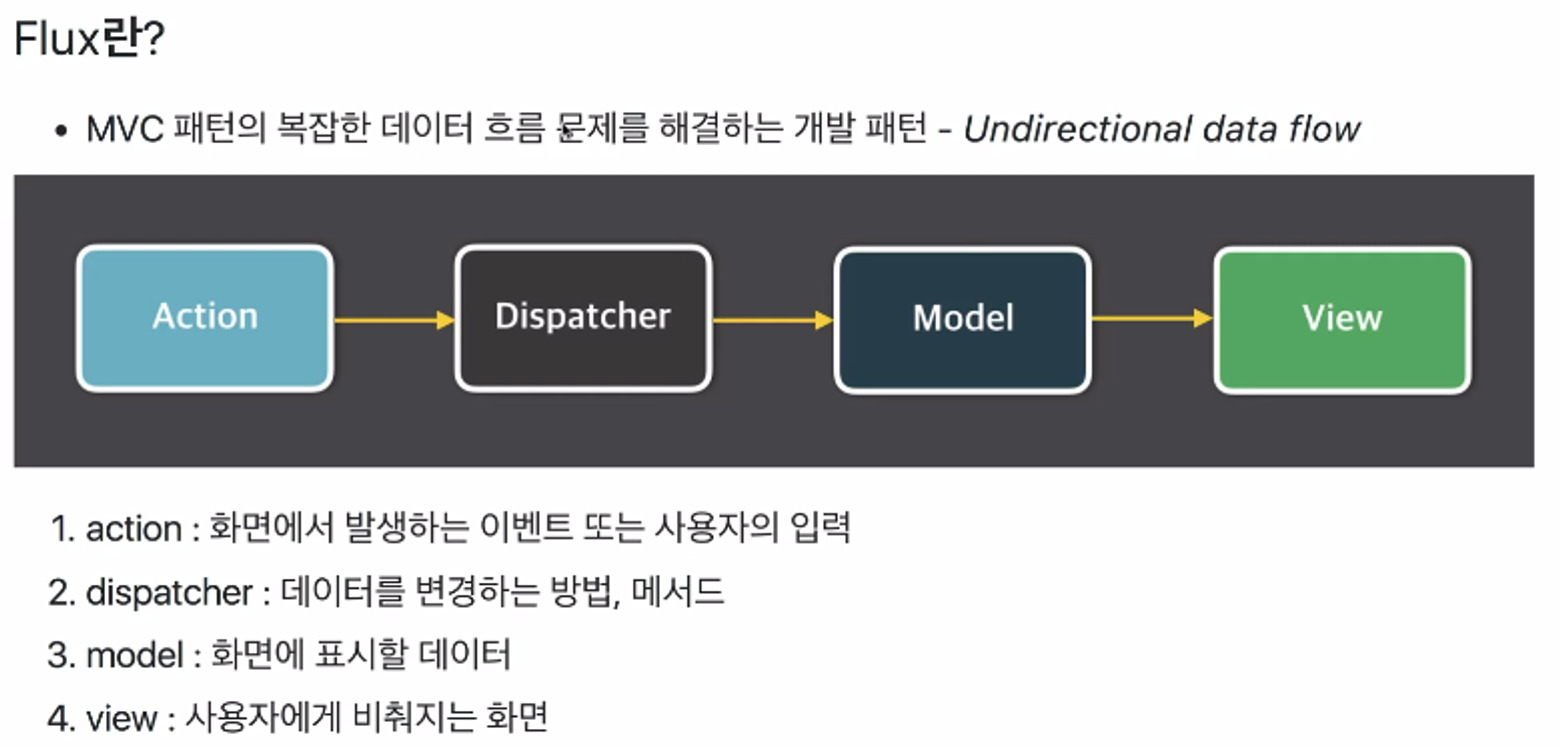 Flux란?
• MVC 패턴의 복잡한 데이터 흐름 문제를 해결하는 개발 패턴 - Undirectional data flow
Action
Dispatcher
Model
View
1. action : 화면에서 발생하는 이벤트 또는 사용자의 입력
2. dispatcher : 데이터를 변경하는 방법, 메서드
3. model : 화면에 표시할 데이터
4. view : 사용자에게 비춰지는 화면